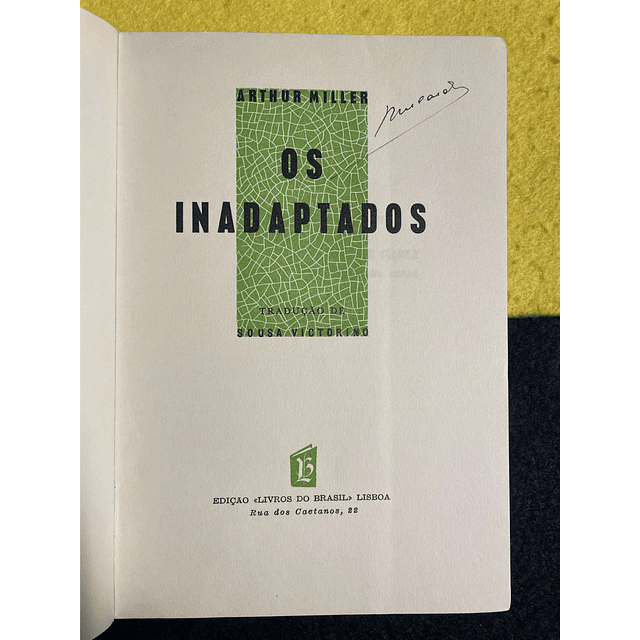 ARTHUR MILLER
OS
INADAPTADOS
TRADUÇÃO DE
SOUSA VICTORINO
B
EDIÇÃO «LIVROS DO BRASIL» LISBOA
Rua dos Caetanos, 22